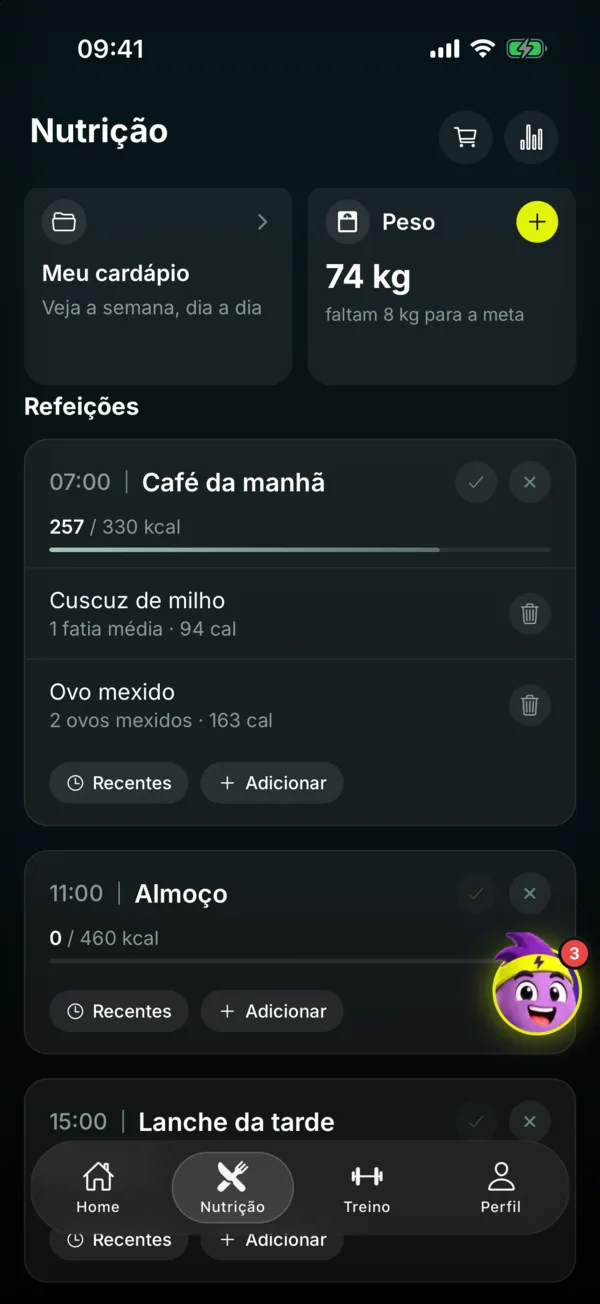 09:41
Nutrição
Meu cardápio
Veja a semana, dia a dia
Peso
74 kg
faltam 8 kg para a meta
Refeições
07:00 | Café da manhã
257 / 330 kcal
Cuscuz de milho
1 fatia média · 94 cal
Ovo mexido
2 ovos mexidos · 163 cal
Recentes
+ Adicionar
11:00 | Almoço
0 / 460 kcal
3
Recentes
+ Adicionar
15:00 | Lanche da tarde
Home
Nutrição
Treino
Perfil
Recentes
+ Adicionar